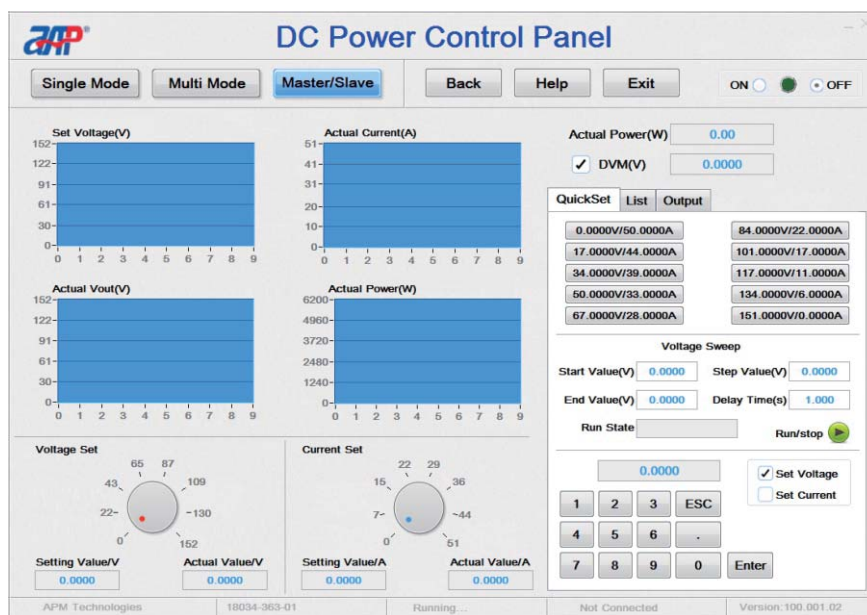 AAP
DC Power Control Panel
Single Mode Multi Mode Master/Slave Back Help Exit ON OFF
Set Voltage(V)
152
122
91
61
30
0
0 1 2 3 4 5 6 7 8 9
Actual Current(A)
51
41
31
20
10
0
0 1 2 3 4 5 6 7 8 9
Actual Vout(V)
152
122
91
61
30
0
0 1 2 3 4 5 6 7 8 9
Actual Power(W)
6200
4960
3720
2480
1240
0
0 1 2 3 4 5 6 7 8 9
Actual Power(W) 0.00
DVM(V) 0.0000
QuickSet List Output
0.0000V/50.0000A 84.0000V/22.0000A
17.0000V/44.0000A 101.0000V/17.0000A
34.0000V/39.0000A 117.0000V/11.0000A
50.0000V/33.0000A 134.0000V/6.0000A
67.0000V/28.0000A 151.0000V/0.0000A
Voltage Sweep
Start Value(V) 0.0000 Step Value(V) 0.0000
End Value(V) 0.0000 Delay Time(s) 1.000
Run State Run/stop
Voltage Set
65 87
43 109
22 130
0 152
Setting Value/V Actual Value/V
0.0000 0.0000
Current Set
22 29
15 36
7 44
0 51
Setting Value/A Actual Value/A
0.0000 0.0000
0.0000
Set Voltage
Set Current
1 2 3 ESC
4 5 6 .
7 8 9 0 Enter
APM Technologies 18034-363-01 Running... Not Connected Version:100.001.02